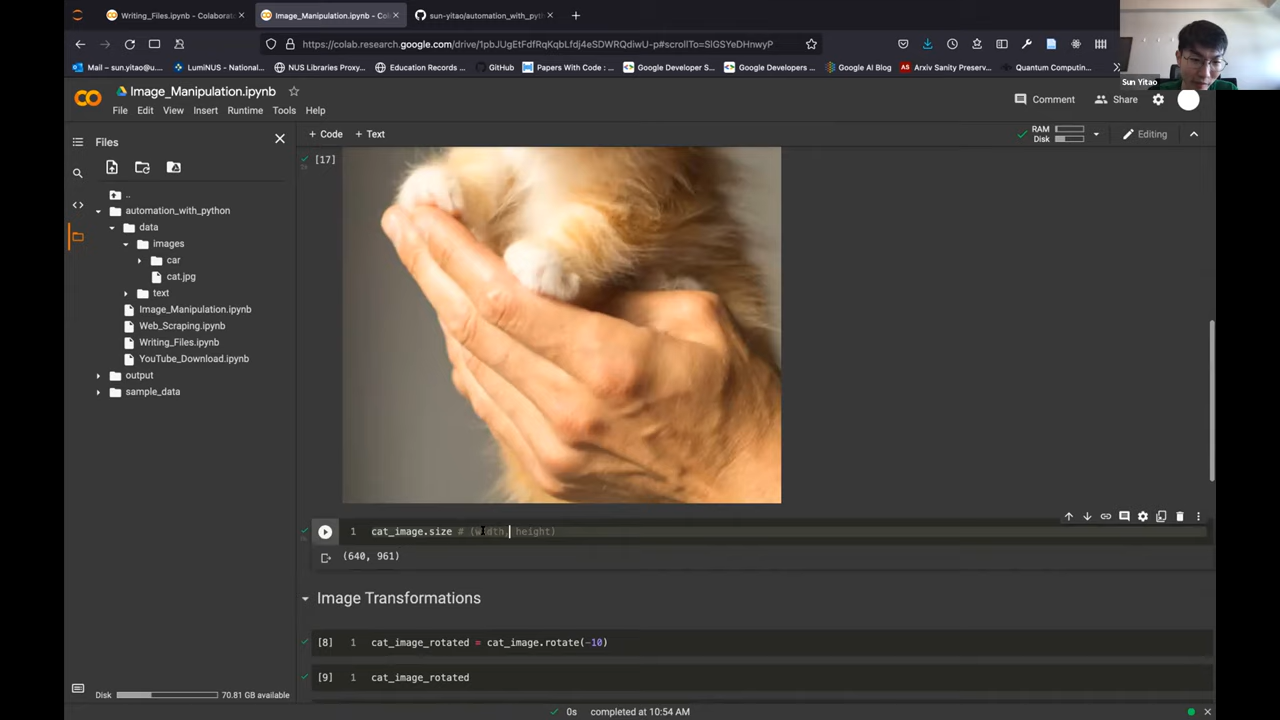 Writing_Files.ipynb - Colaborato
Image_Manipulation.ipynb - Col
sun-yitao/automation_with_pyth
https://colab.research.google.com/drive/1pbJUgEtFdfRqKqbLfdj4eSDWRQdiwU-p#scrollTo=SlGSYeDHnwyP
Mail – sun.yitao@u....
LumiNUS - National...
NUS Libraries Proxy...
Education Records ...
GitHub
Papers With Code : ...
Google Developer S...
Google Developers ...
Google AI Blog
Arxiv Sanity Preserv...
Quantum Computin...
Sun Yitao
Image_Manipulation.ipynb
Comment
Share
File Edit View Insert Runtime Tools Help
Files
+ Code + Text
RAM
Disk
Editing
..
automation_with_python
data
images
car
cat.jpg
text
Image_Manipulation.ipynb
Web_Scraping.ipynb
Writing_Files.ipynb
YouTube_Download.ipynb
output
sample_data
[17]
1 cat_image.size # (width, height)
(640, 961)
Image Transformations
[8] 1 cat_image_rotated = cat_image.rotate(-10)
[9] 1 cat_image_rotated
Disk 70.81 GB available
0s completed at 10:54 AM